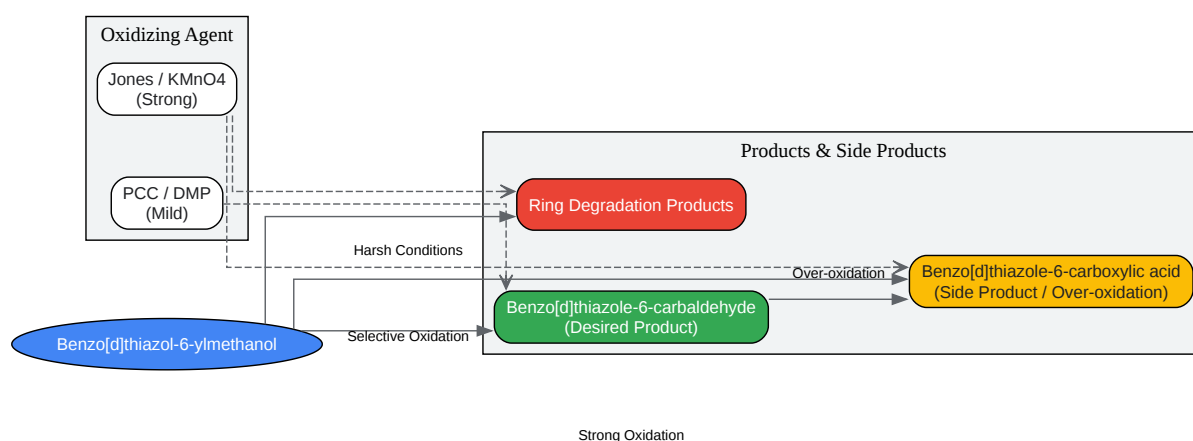 Oxidizing Agent
Jones / KMnO4
(Strong)
PCC / DMP
(Mild)
Products & Side Products
Ring Degradation Products
Harsh Conditions
Over-oxidation
Benzo[d]thiazole-6-carboxylic acid
(Side Product / Over-oxidation)
Benzo[d]thiazole-6-carbaldehyde
(Desired Product)
Selective Oxidation
Benzo[d]thiazol-6-ylmethanol
Strong Oxidation